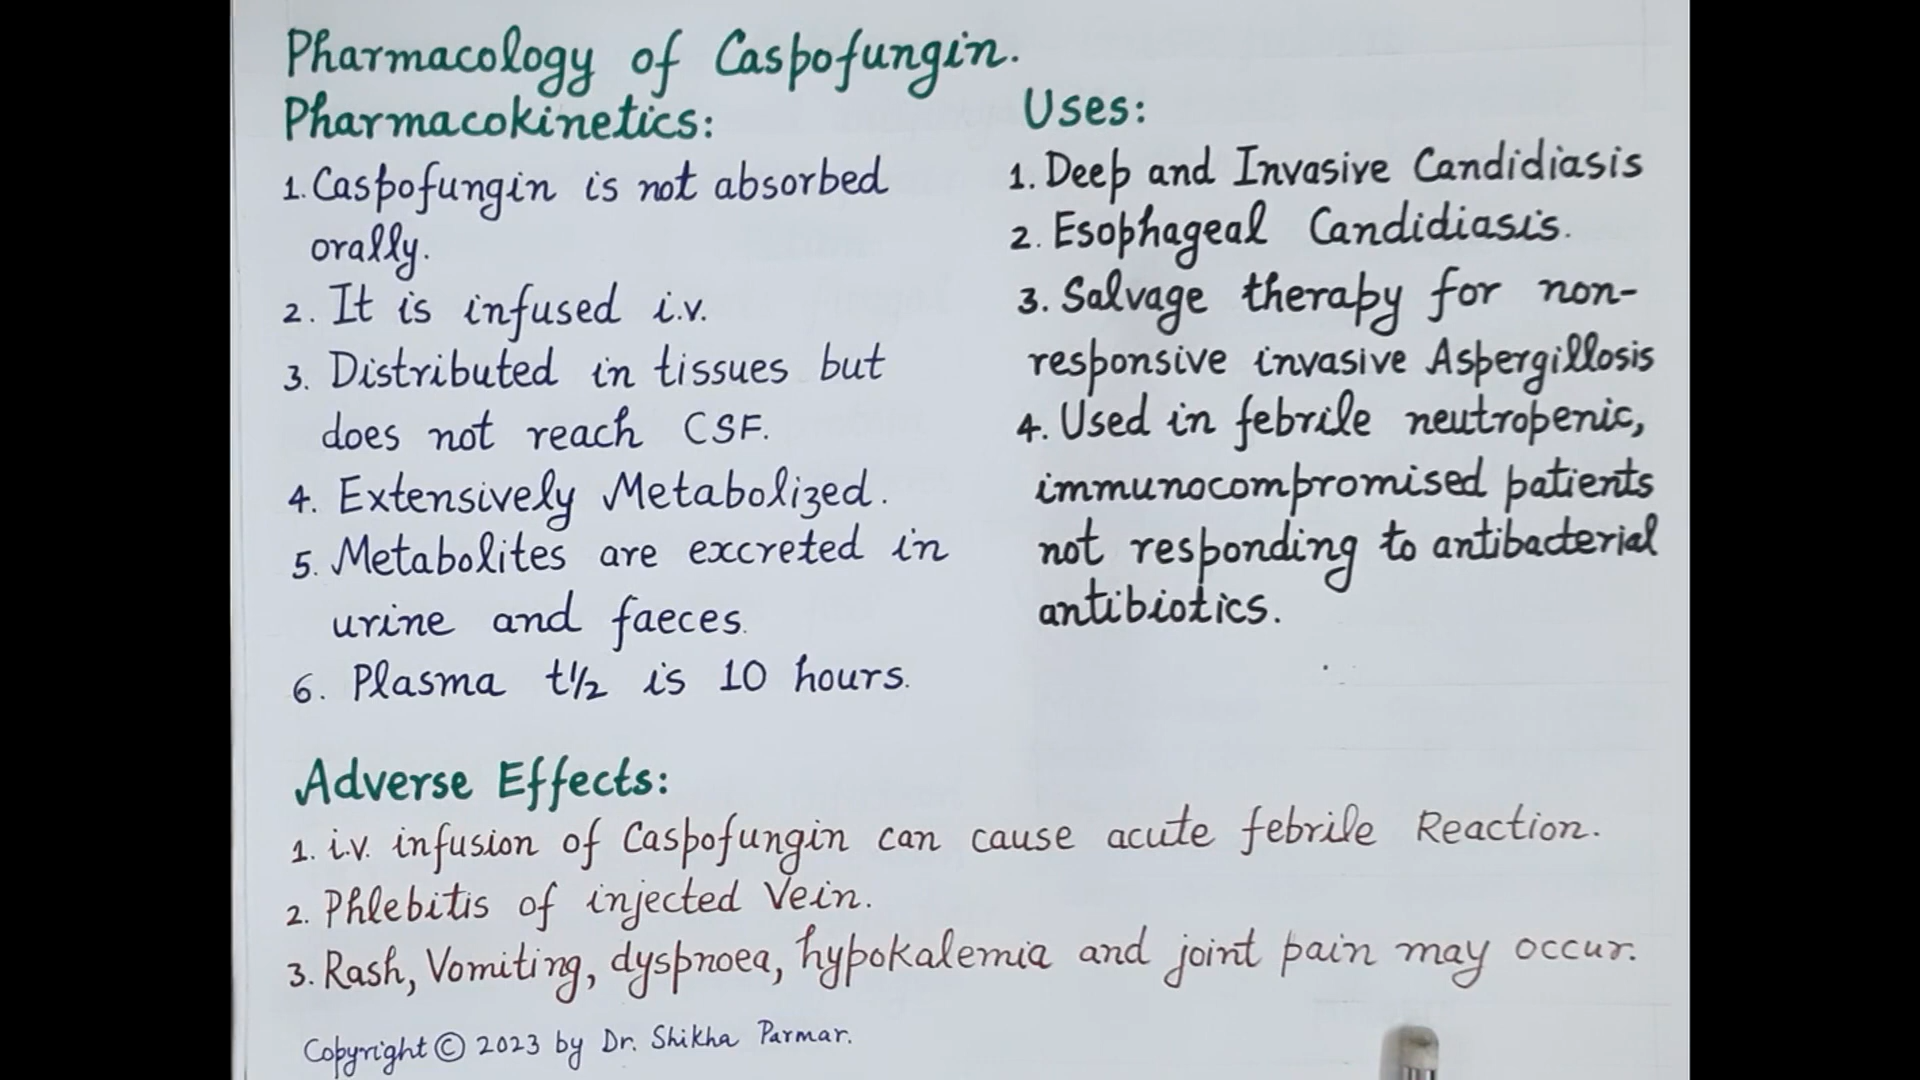 Pharmacology of Caspofungin.
Pharmacokinetics:
1. Caspofungin is not absorbed
orally.
2. It is infused i.v.
3. Distributed in tissues but
does not reach CSF.
4. Extensively Metabolized.
5. Metabolites are excreted in
urine and faeces.
6. Plasma t1/2 is 10 hours.
Uses:
1. Deep and Invasive Candidiasis
2. Esophageal Candidiasis.
3. Salvage therapy for non-
responsive invasive Aspergillosis
4. Used in febrile neutropenic,
immunocompromised patients
not responding to antibacterial
antibiotics.
Adverse Effects:
1. i.v. infusion of Caspofungin can cause acute febrile Reaction.
2. Phlebitis of injected Vein.
3. Rash, Vomiting, dyspnoea, hypokalemia and joint pain may occur.
Copyright © 2023 by Dr. Shikha Parmar.